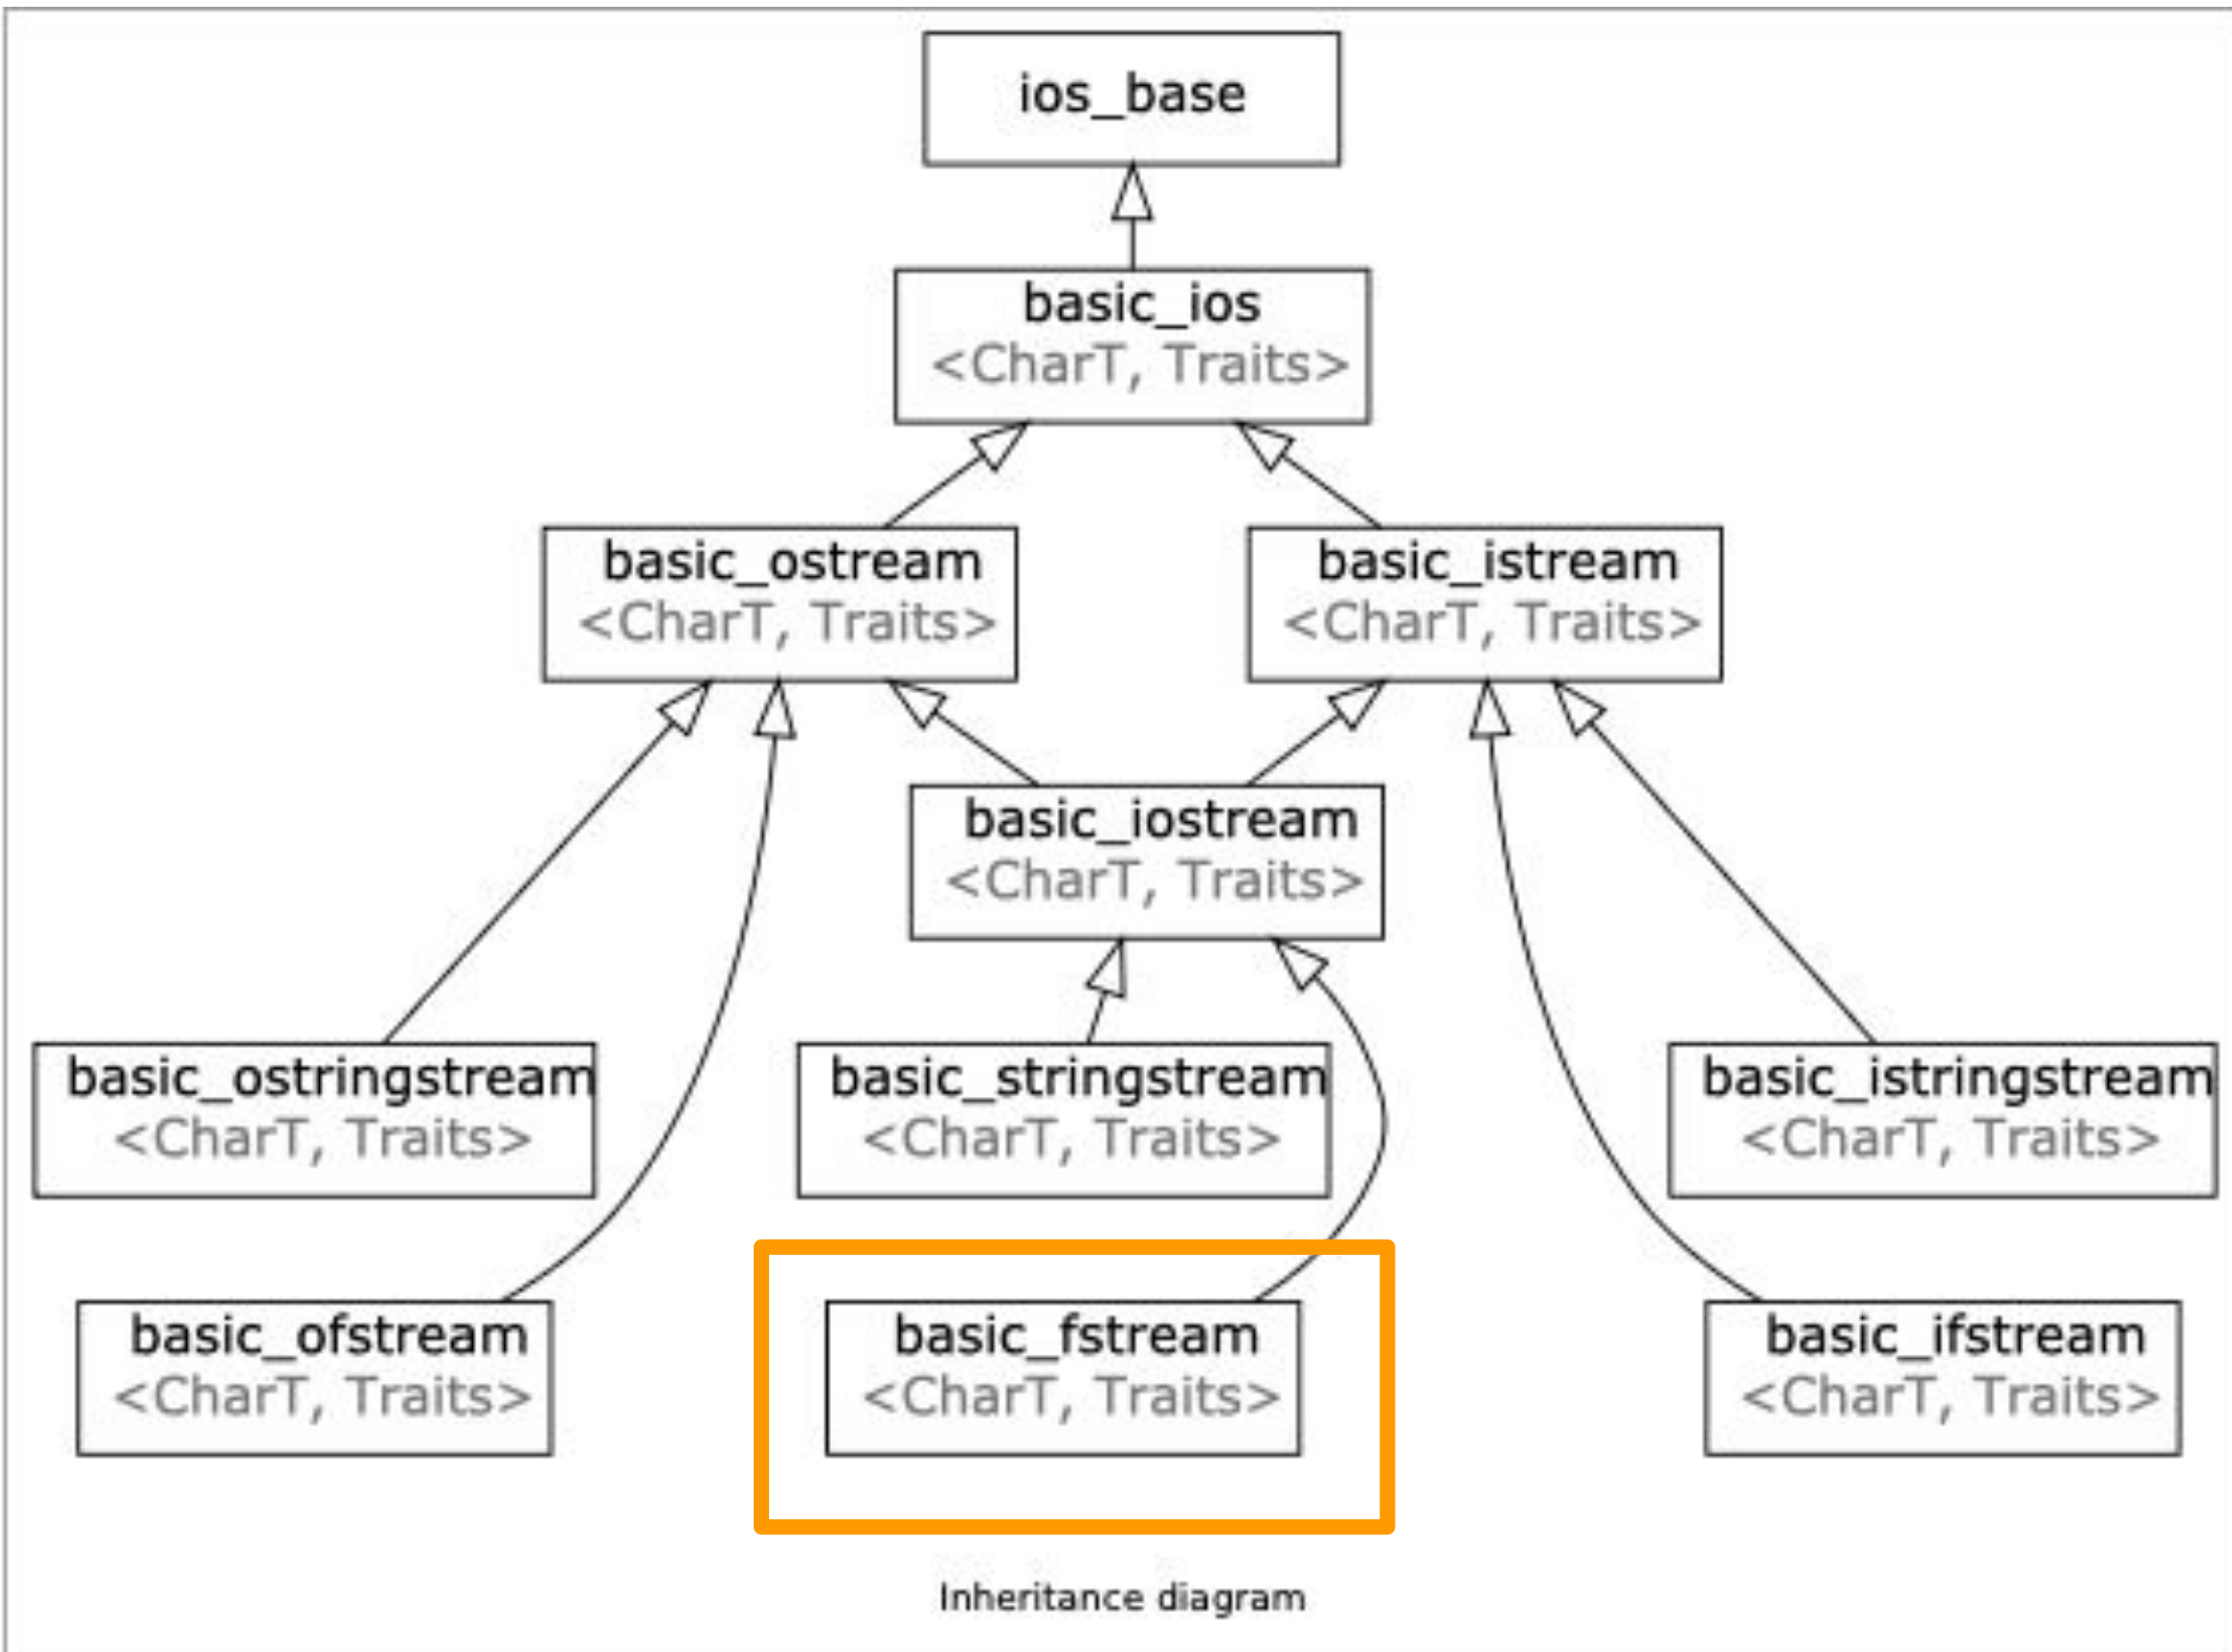 ios_base
basic_ios
<CharT, Traits>
basic_ostream
<CharT, Traits>
basic_istream
<CharT, Traits>
basic_iostream
<CharT, Traits>
basic_ostringstream
<CharT, Traits>
basic_stringstream
<CharT, Traits>
basic_istringstream
<CharT, Traits>
basic_ofstream
<CharT, Traits>
basic_fstream
<CharT, Traits>
basic_ifstream
<CharT, Traits>
Inheritance diagram